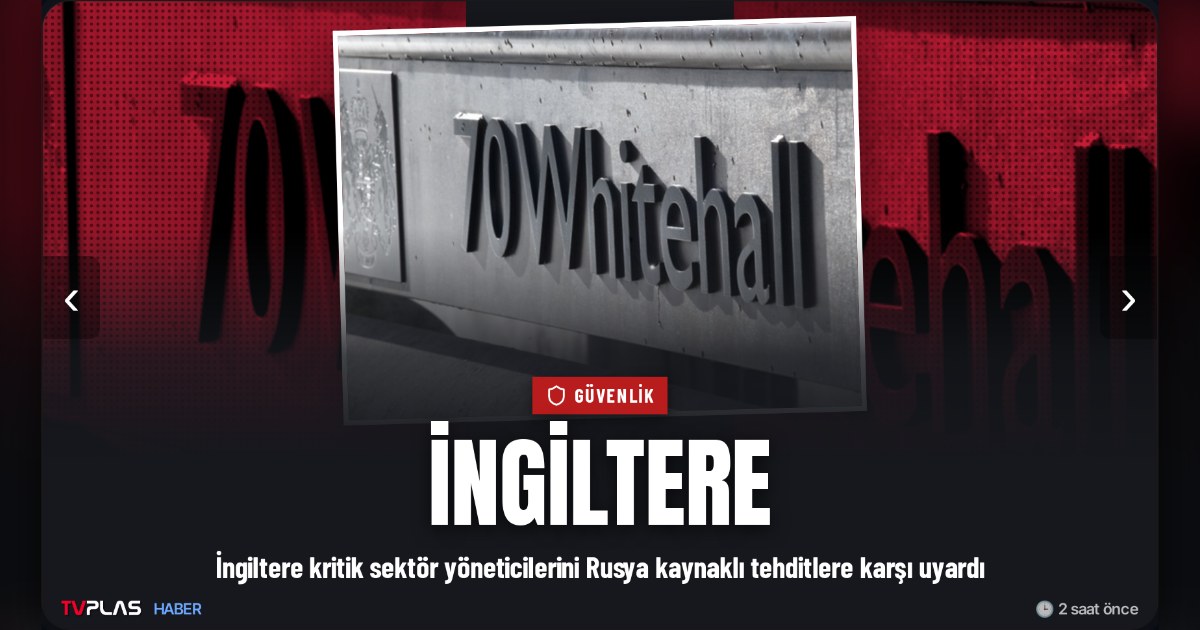 70 Whitehall
GÜVENLİK
İNGİLTERE
İngiltere kritik sektör yöneticilerini Rusya kaynaklı tehditlere karşı uyardı
TVPLAS HABER
2 saat önce